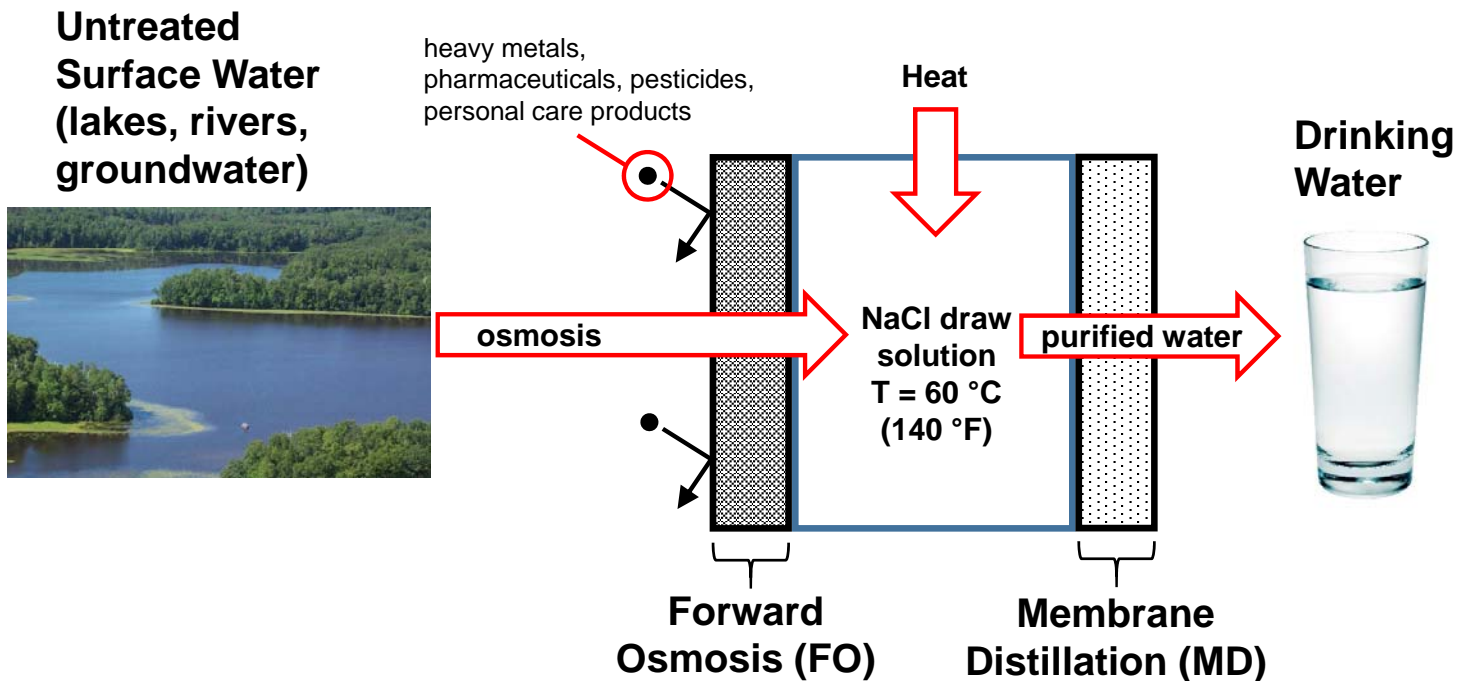 Untreated
Surface Water
(lakes, rivers,
groundwater)
heavy metals,
pharmaceuticals, pesticides,
personal care products
Heat
Drinking
Water
osmosis
NaCl draw
solution
T = 60 °C
(140 °F)
purified water
Forward
Osmosis (FO)
Membrane
Distillation (MD)